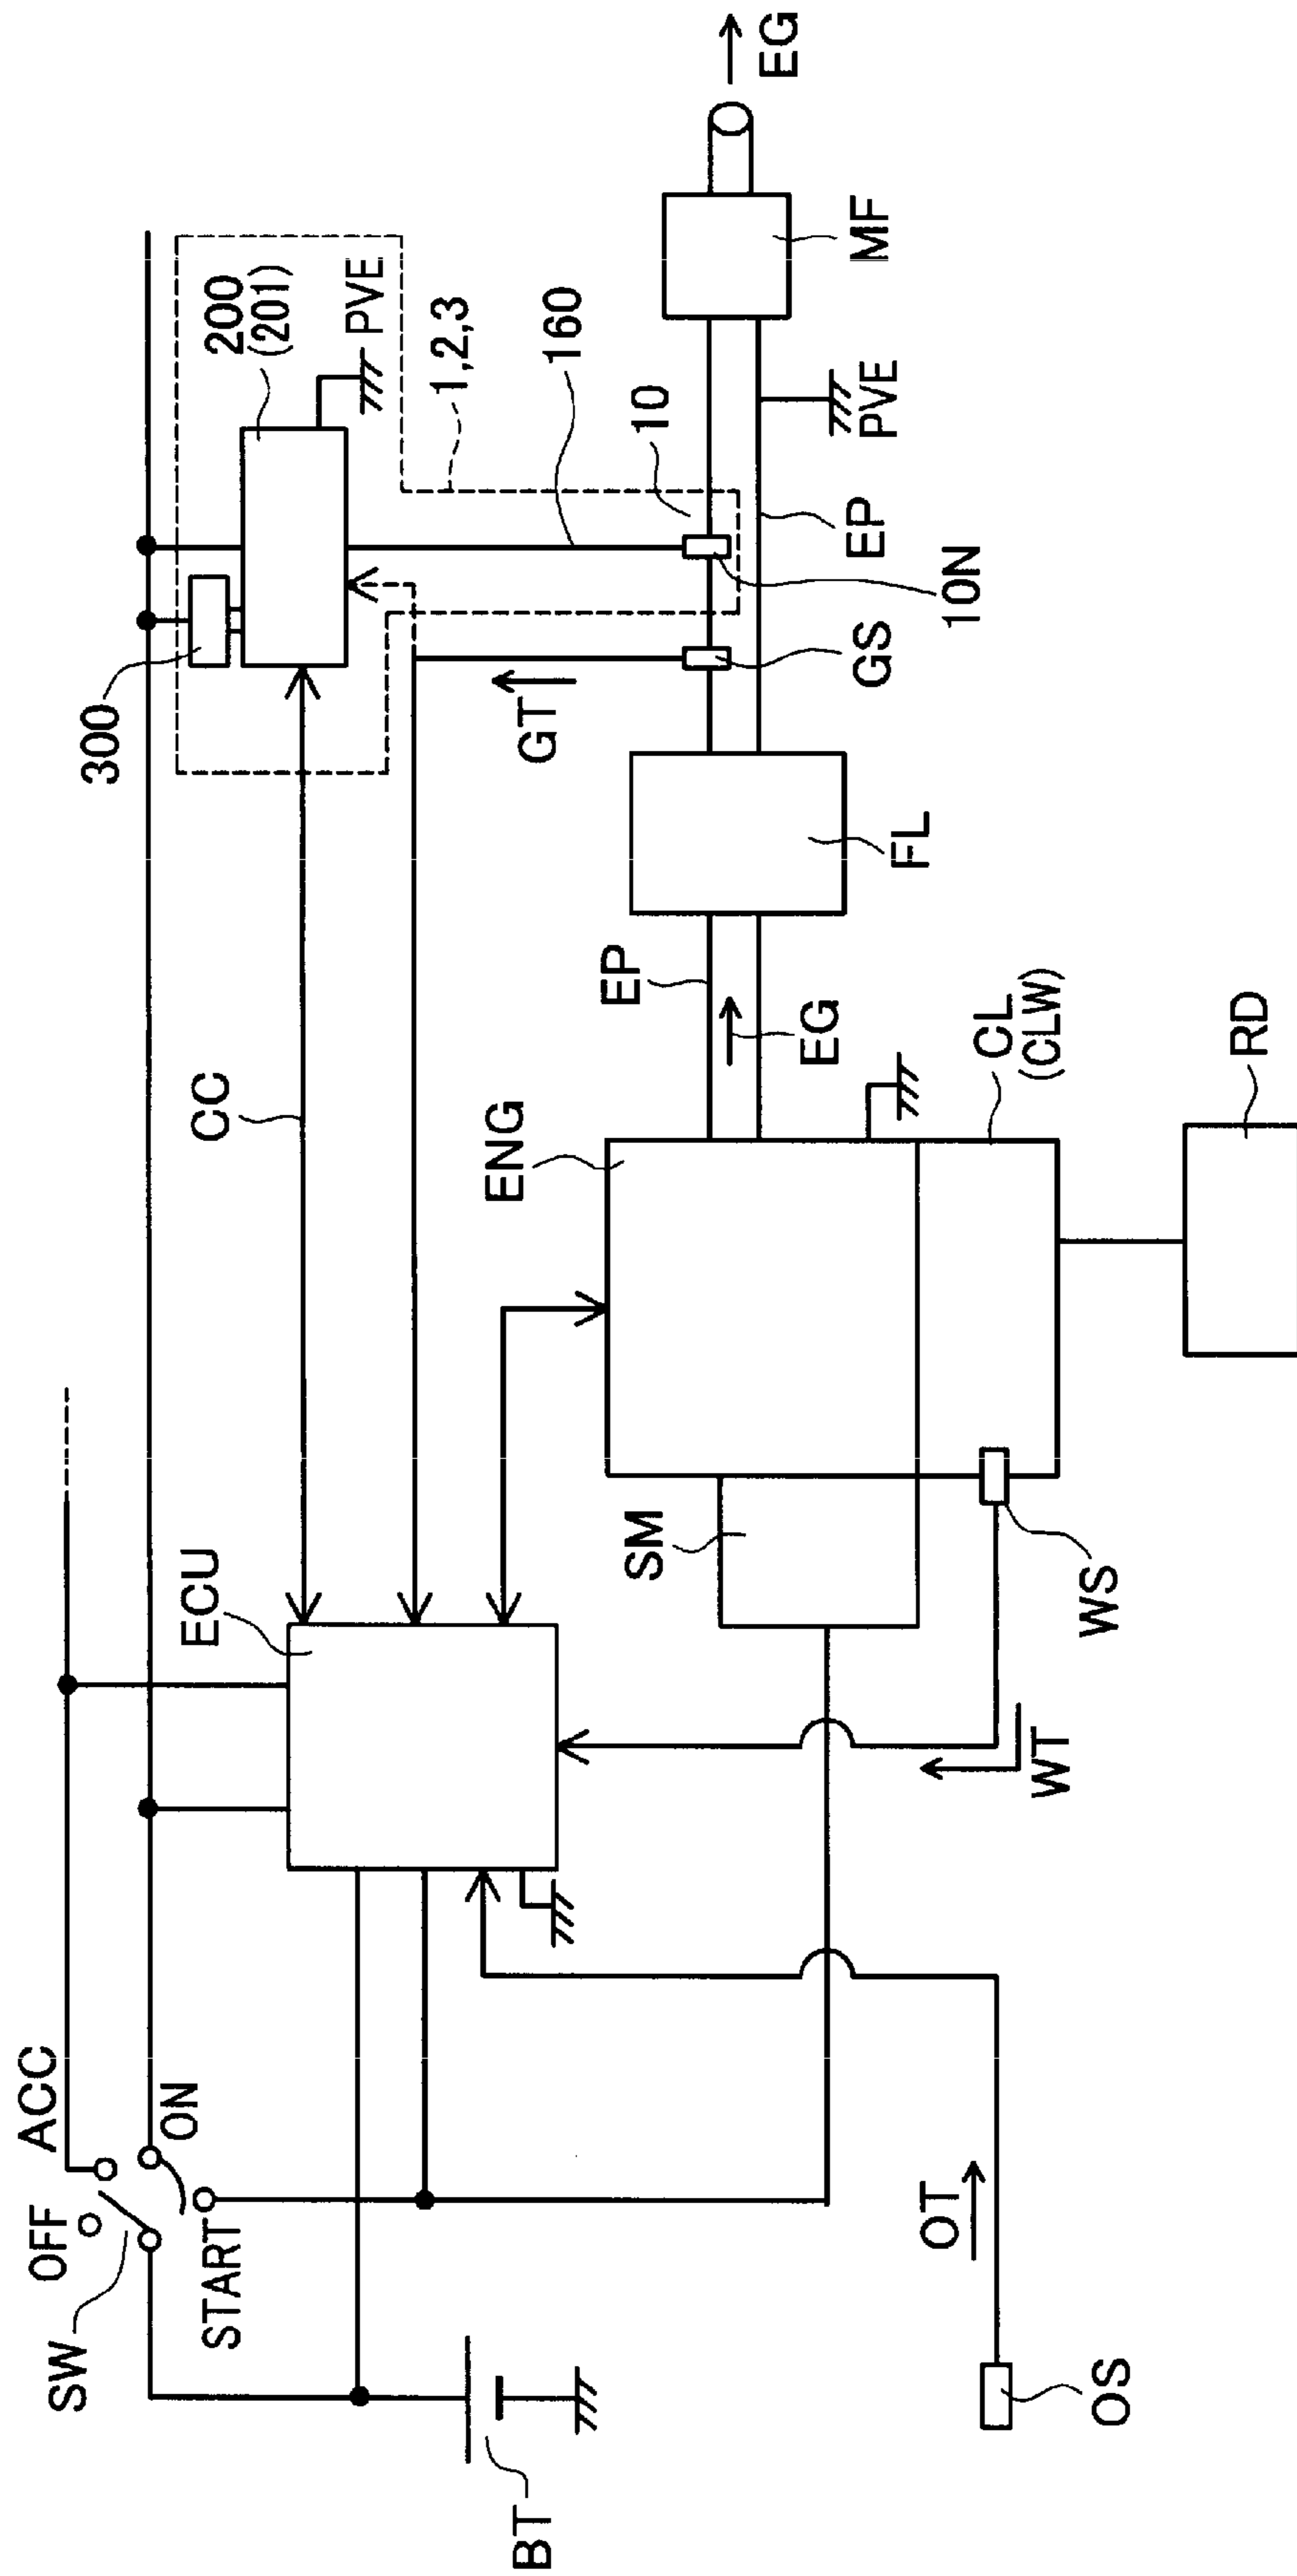 SW
OFF
ACC
ON
START
BT
ECU
CC
300
200
(201)
PVE
1,2,3
160
10
GT
ENG
EP
EG
FL
GS
10N
EP
PVE
MF
EG
SM
WS
WT
CL
(CLW)
RD
OT
OS